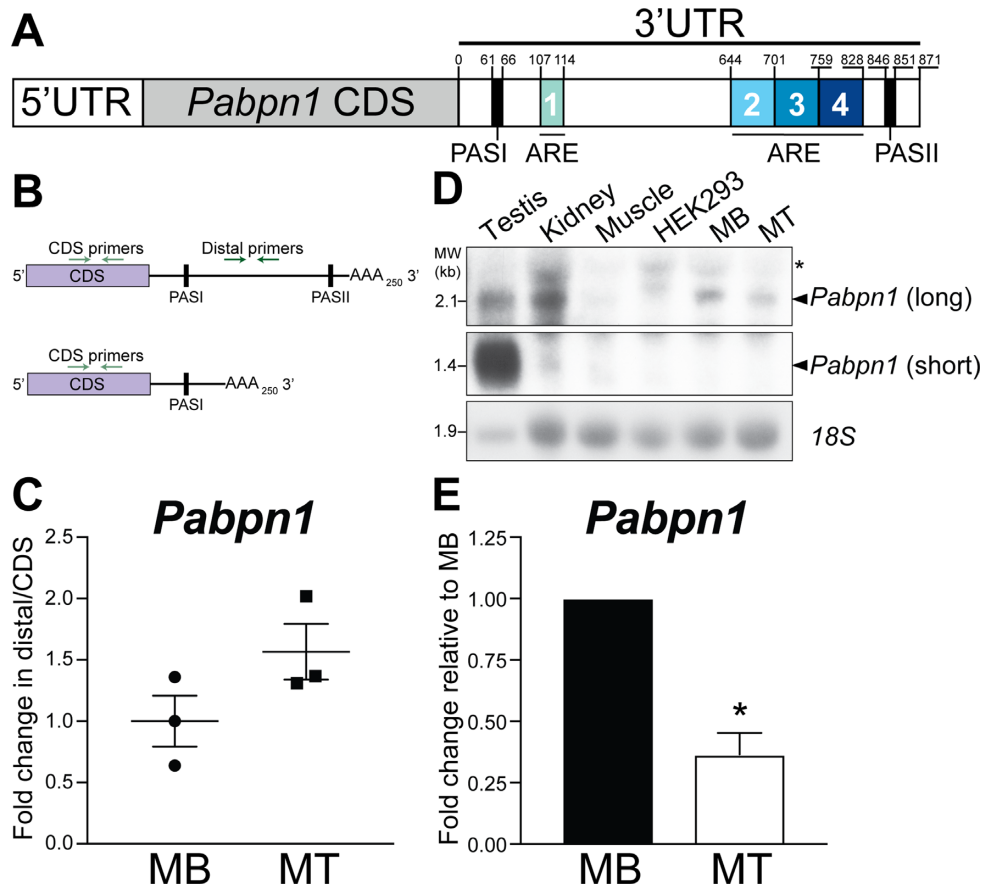 A
3’UTR
0 61 66 107 114 644 701 759 828 846 851 871
5’UTR Pabpn1 CDS 1 2 3 4
PASI ARE ARE PASII
B
CDS primers Distal primers
5’ CDS AAA 250 3’
PASI PASII
CDS primers
5’ CDS AAA 250 3’
PASI
D
Testis Kidney Muscle HEK293 MB MT
MW
(kb)
*
2.1 Pabpn1 (long)
1.4 Pabpn1 (short)
1.9 18S
C
Pabpn1
Fold change in distal/CDS
2.5
2.0
1.5
1.0
0.5
0.0
MB MT
E
Pabpn1
Fold change relative to MB
1.25
1.00
0.75
0.50
0.25
0.00
*
MB MT